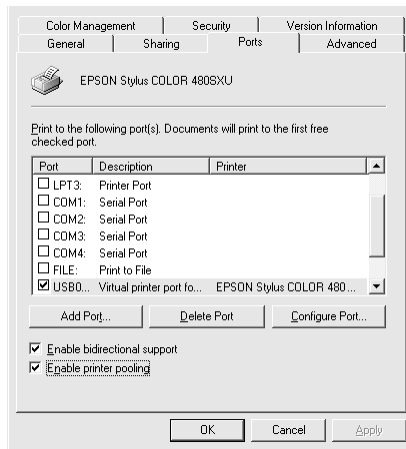 Color Management Security Version Information
General Sharing Ports Advanced
EPSON Stylus COLOR 480SXU
Print to the following port(s). Documents will print to the first free
checked port.
Port Description Printer
LPT3: Printer Port
COM1: Serial Port
COM2: Serial Port
COM3: Serial Port
COM4: Serial Port
FILE: Print to File
USB0... Virtual printer port fo... EPSON Stylus COLOR 480 ...
Add Port... Delete Port Configure Port...
Enable bidirectional support
Enable printer pooling
OK Cancel Apply